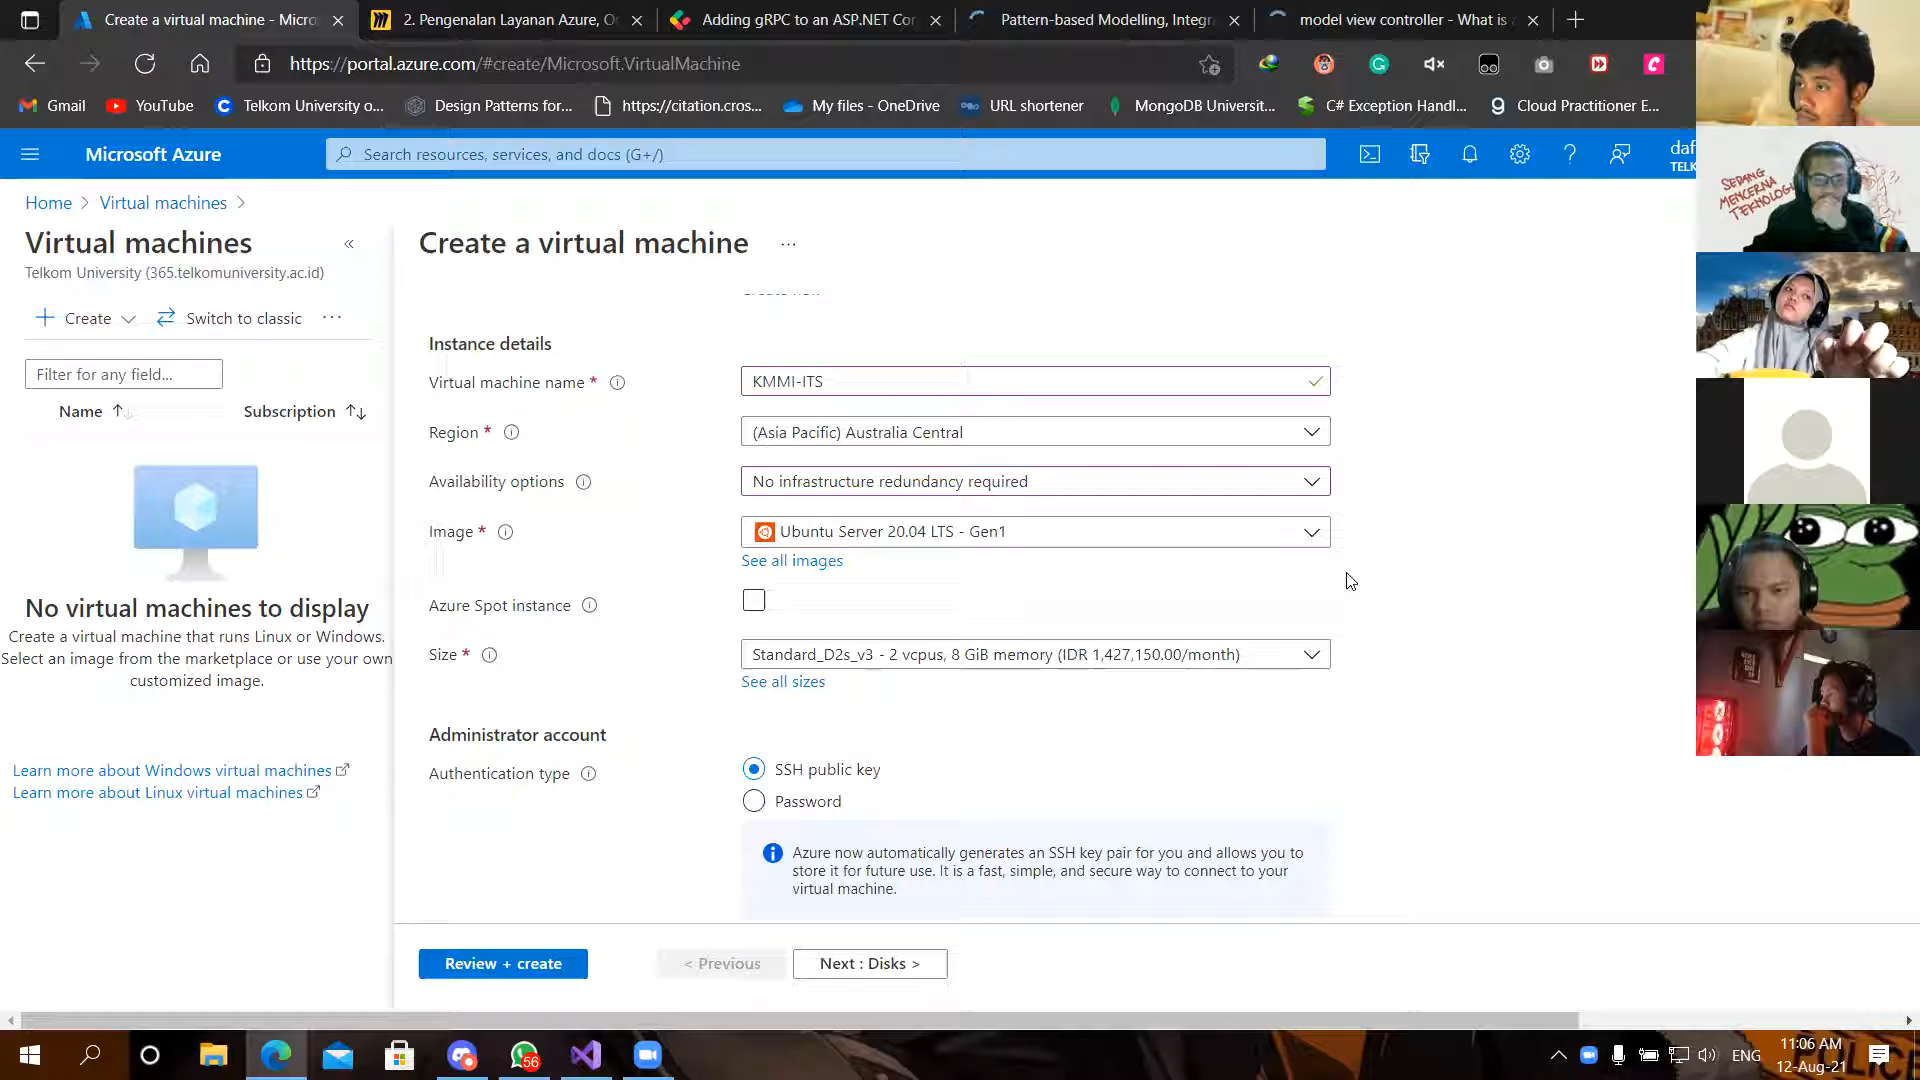 Create a virtual machine - Micro
2. Pengenalan Layanan Azure, O
Adding gRPC to an ASP.NET Co
Pattern-based Modelling, Integr
model view controller - What is
https://portal.azure.com/#create/Microsoft.VirtualMachine
Gmail
YouTube
Telkom University o...
Design Patterns for...
https://citation.cros...
My files - OneDrive
URL shortener
MongoDB Universit...
C# Exception Handl...
Cloud Practitioner E...
Microsoft Azure
Search resources, services, and docs (G+/)
daf
TELK
Home > Virtual machines >
Virtual machines
Telkom University (365.telkomuniversity.ac.id)
Create
Switch to classic
Filter for any field...
Name
Subscription
No virtual machines to display
Create a virtual machine that runs Linux or Windows.
Select an image from the marketplace or use your own
customized image.
Learn more about Windows virtual machines
Learn more about Linux virtual machines
Create a virtual machine ...
Instance details
Virtual machine name *
KMMI-ITS
Region *
(Asia Pacific) Australia Central
Availability options
No infrastructure redundancy required
Image *
Ubuntu Server 20.04 LTS - Gen1
See all images
Azure Spot instance
Size *
Standard_D2s_v3 - 2 vcpus, 8 GiB memory (IDR 1,427,150.00/month)
See all sizes
Administrator account
Authentication type
SSH public key
Password
Azure now automatically generates an SSH key pair for you and allows you to
store it for future use. It is a fast, simple, and secure way to connect to your
virtual machine.
Review + create
< Previous
Next : Disks >
SEDANG
MENCERNA
TEKNOLOGI
56
ENG
11:06 AM
12-Aug-21